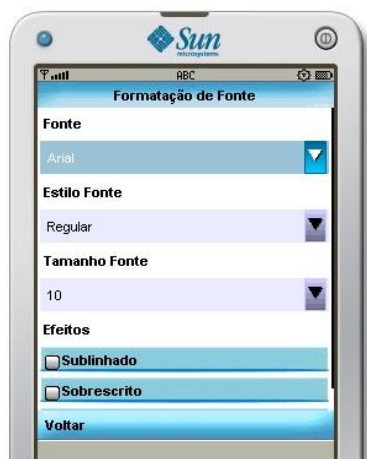 Sun
microsystems
ABC
Formatação de Fonte
Fonte
Arial
Estilo Fonte
Regular
Tamanho Fonte
10
Efeitos
Sublinhado
Sobrescrito
Voltar